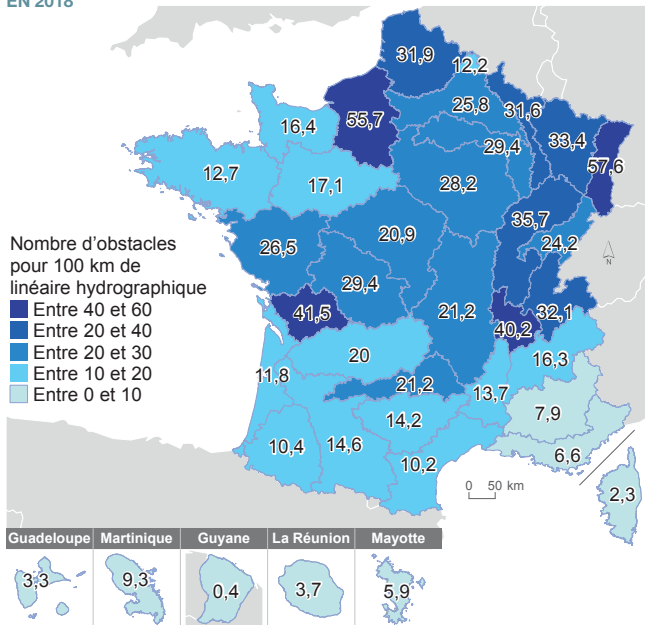 EN 2018
31,9
12,2
55,7
25,8
31,6
16,4
33,4
29,4
57,6
12,7
17,1
28,2
35,7
26,5
20,9
24,2
N
Nombre d'obstacles
pour 100 km de
linéaire hydrographique
Entre 40 et 60
Entre 20 et 40
Entre 20 et 30
Entre 10 et 20
Entre 0 et 10
29,4
41,5
21,2
40,2
32,1
20
16,3
11,8
21,2
13,7
14,2
7,9
10,4
14,6
10,2
6,6
0 50 km
2,3
Guadeloupe Martinique Guyane La Réunion Mayotte
3,3 9,3 0,4 3,7 5,9